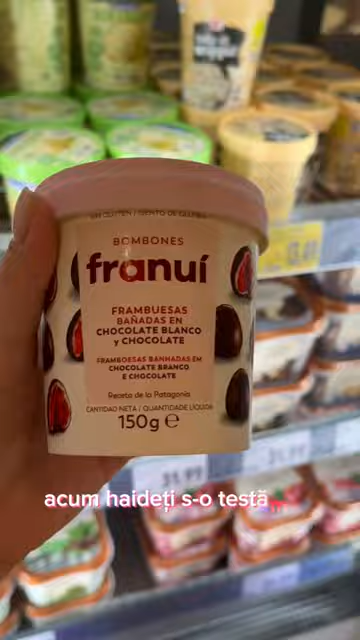 SIN GLUTEN / ISENTO DE GLÚTEN
BOMBONES
franuí
FRAMBUESAS
BAÑADAS EN
CHOCOLATE BLANCO
y CHOCOLATE
FRAMBOESAS BANHADAS EM
CHOCOLATE BRANCO
E CHOCOLATE
Receta de la Patagonia
CANTIDAD NETA / QUANTIDADE LÍQUIDA
150g e
acum haideți s-o testă